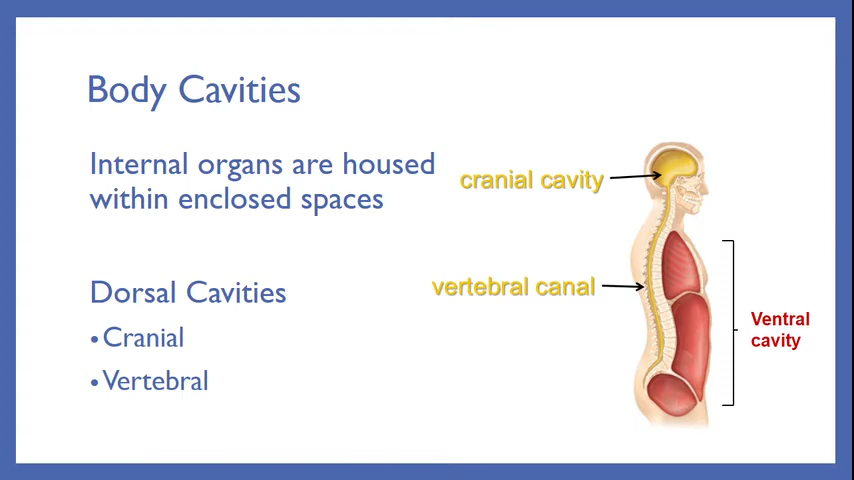 Body Cavities
Internal organs are housed
within enclosed spaces
Dorsal Cavities
•Cranial
•Vertebral
cranial cavity
vertebral canal
Ventral
cavity